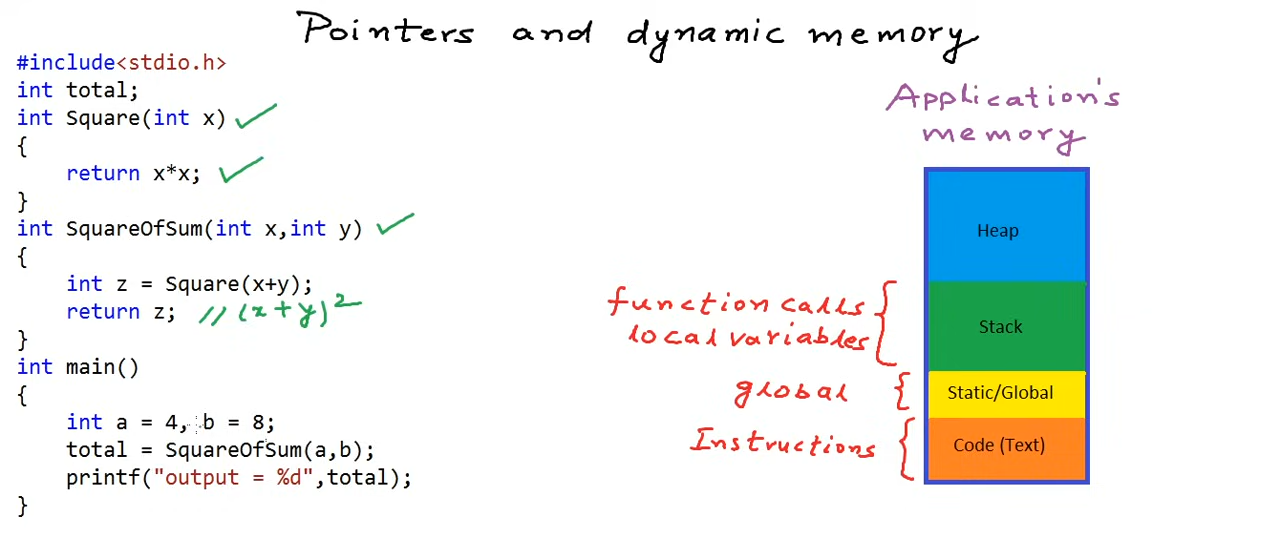 Pointers and dynamic memory
#include<stdio.h>
int total;
int Square(int x)
{
return x*x;
}
int SquareOfSum(int x,int y)
{
int z = Square(x+y);
return z; //(x+y)²
}
int main()
{
int a = 4, b = 8;
total = SquareOfSum(a,b);
printf("output = %d",total);
}
Application's
memory
Heap
function calls
local variables
Stack
global
Static/Global
Instructions
Code (Text)